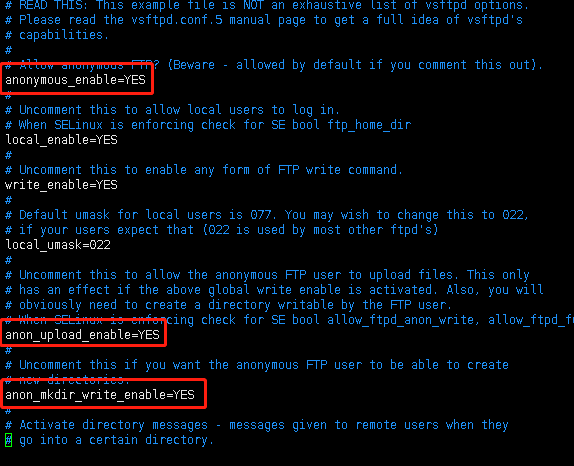 # READ THIS: This example file is NOT an exhaustive list of vsftpd options.
# Please read the vsftpd.conf.5 manual page to get a full idea of vsftpd's
# capabilities.
#
# Allow anonymous FTP? (Beware - allowed by default if you comment this out).
anonymous_enable=YES
#
# Uncomment this to allow local users to log in.
# When SELinux is enforcing check for SE bool ftp_home_dir
local_enable=YES
#
# Uncomment this to enable any form of FTP write command.
write_enable=YES
#
# Default umask for local users is 077. You may wish to change this to 022,
# if your users expect that (022 is used by most other ftpd's)
local_umask=022
#
# Uncomment this to allow the anonymous FTP user to upload files. This only
# has an effect if the above global write enable is activated. Also, you will
# obviously need to create a directory writable by the FTP user.
# When SELinux is enforcing check for SE bool allow_ftpd_anon_write, allow_ftpd_f
anon_upload_enable=YES
#
# Uncomment this if you want the anonymous FTP user to be able to create
# new directories.
anon_mkdir_write_enable=YES
#
# Activate directory messages - messages given to remote users when they
# go into a certain directory.